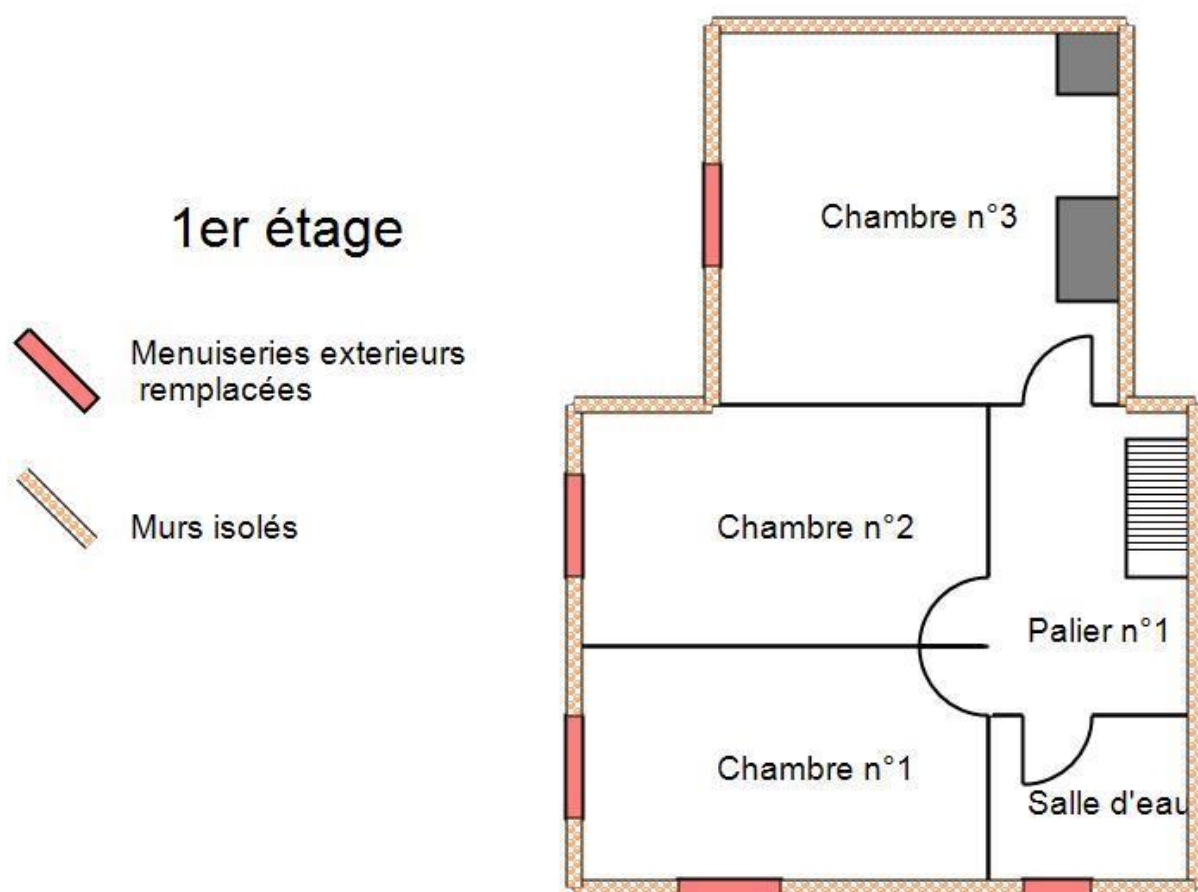 1er étage
Menuiseries exterieurs
remplacées
Murs isolés
Chambre n°3
Chambre n°2
Palier n°1
Chambre n°1
Salle d'eau